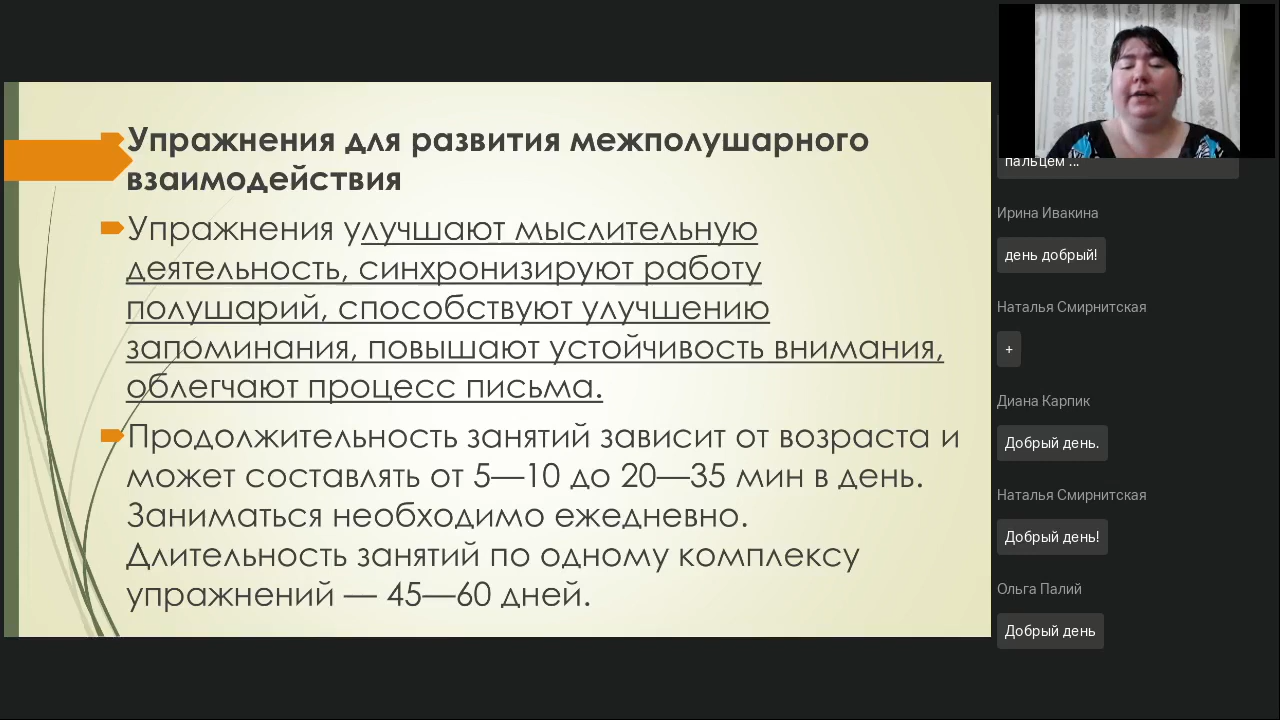 Упражнения для развития межполушарного
взаимодействия
Упражнения улучшают мыслительную
деятельность, синхронизируют работу
полушарий, способствуют улучшению
запоминания, повышают устойчивость внимания,
облегчают процесс письма.
Продолжительность занятий зависит от возраста и
может составлять от 5—10 до 20—35 мин в день.
Заниматься необходимо ежедневно.
Длительность занятий по одному комплексу
упражнений — 45—60 дней.
пальцем ...
Ирина Ивакина
день добрый!
Наталья Смирнитская
+
Диана Карпик
Добрый день.
Наталья Смирнитская
Добрый день!
Ольга Палий
Добрый день